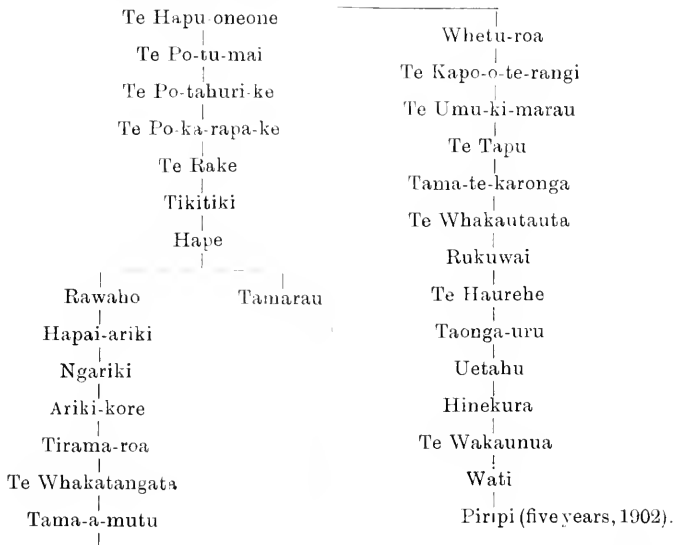 Te Hapu-oneone
Te Po-tu-mai
Te Po-tahuri-ke
Te Po-ka-rapa-ke
Te Rake
Tikitiki
Hape
Rawaho Tamarau
Hapai-ariki
Ngariki
Ariki-kore
Tirama-roa
Te Whakatangata
Tama-a-mutu
Whetu-roa
Te Kapo-o-te-rangi
Te Umu-ki-marau
Te Tapu
Tama-te-karonga
Te Whakautauta
Rukuwai
Te Haurehe
Taonga-uru
Uetahu
Hinekura
Te Wakaunua
Wati
Piripi (five years, 1902).